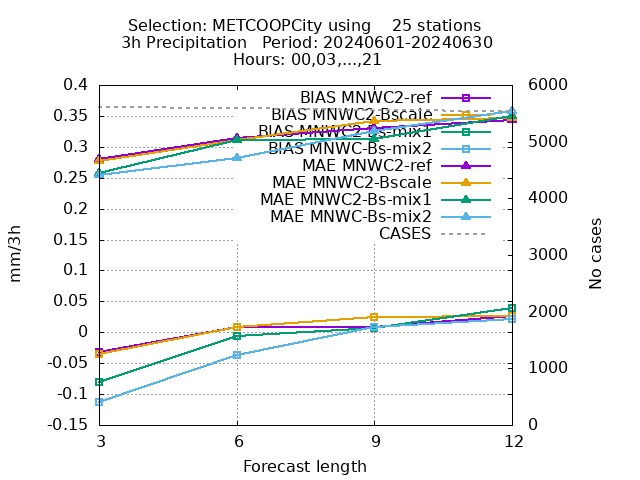 Selection: METCOOPCity using    25 stations
3h Precipitation   Period: 20240601-20240630
Hours: 00,03,...,21
0.4
0.35
0.3
0.25
0.2
0.15
0.1
0.05
0
-0.05
-0.1
-0.15
6000
5000
4000
3000
2000
1000
0
BIAS MNWC2-ref
BIAS MNWC2-Bscale
BIAS MNWC2-Bs-mix1
BIAS MNWC-Bs-mix2
MAE MNWC2-ref
MAE MNWC2-Bscale
MAE MNWC2-Bs-mix1
MAE MNWC-Bs-mix2
CASES
mm/3h
No cases
3
6
9
12
Forecast length